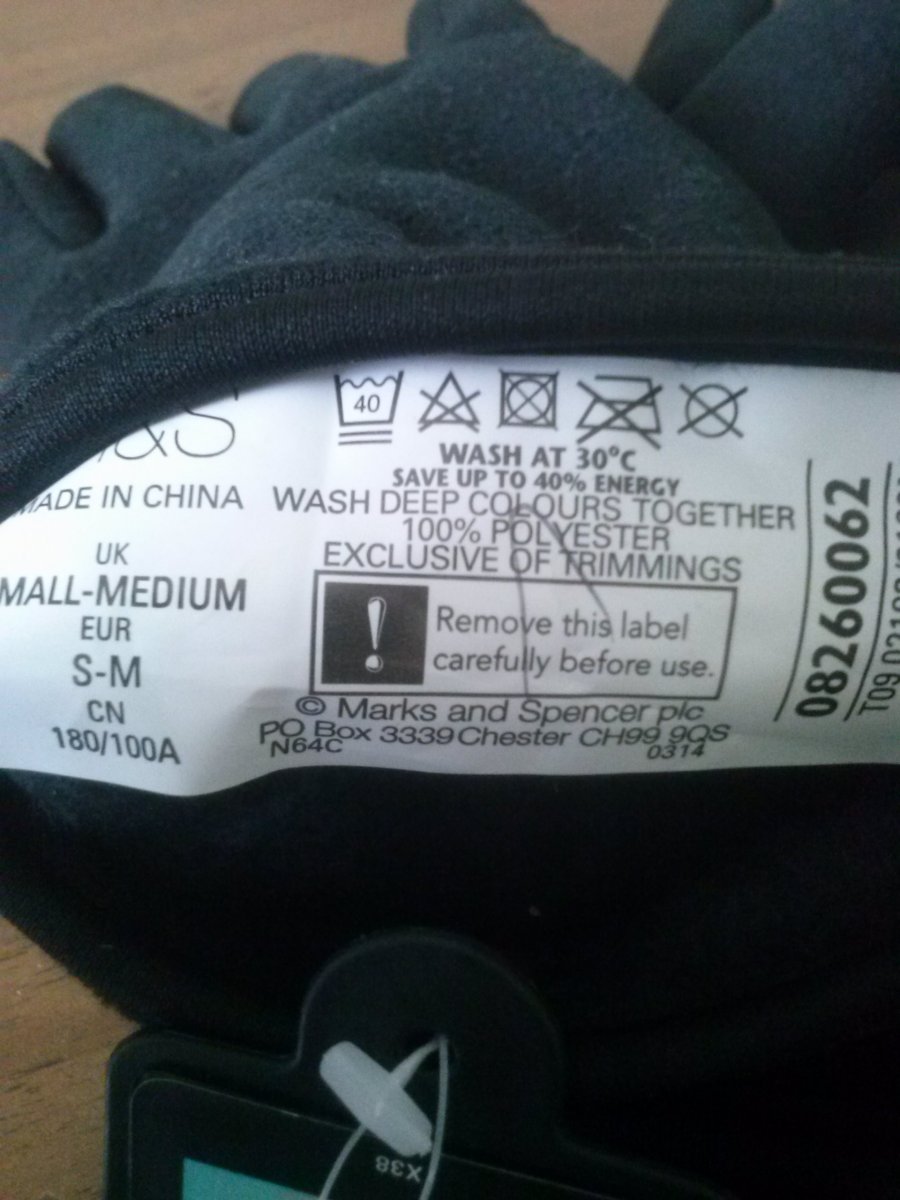 &S
MADE IN CHINA
UK
MALL-MEDIUM
EUR
S-M
CN
180/100A
40
WASH AT 30°C
SAVE UP TO 40% ENERGY
WASH DEEP COLOURS TOGETHER
100% POLYESTER
EXCLUSIVE OF TRIMMINGS
! Remove this label
carefully before use.
© Marks and Spencer plc
PO Box 3339 Chester CH99 9QS
N64C 0314
08260062
T09
X38